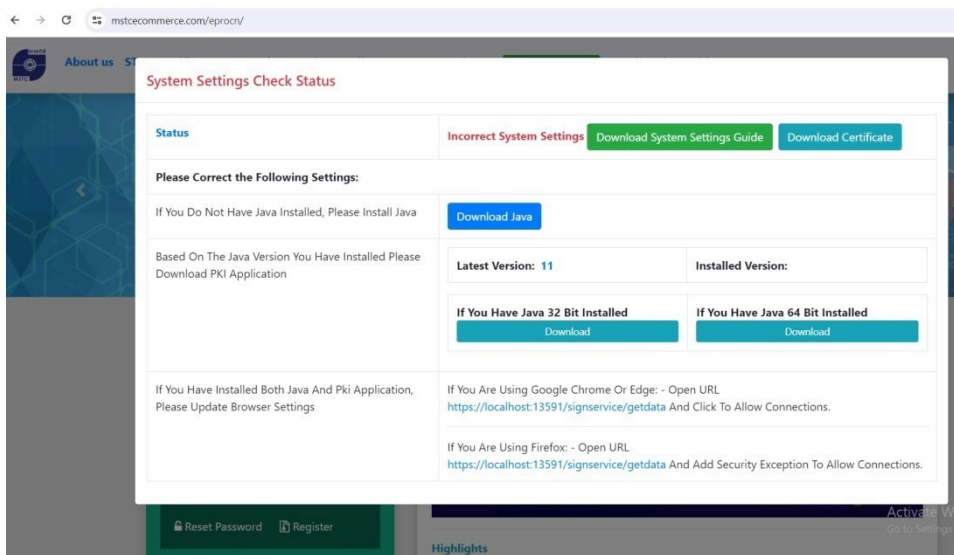 mstcecommerce.com/eprocn/
About us
System Settings Check Status
Status
Incorrect System Settings
Download System Settings Guide
Download Certificate
Please Correct the Following Settings:
If You Do Not Have Java Installed, Please Install Java
Download Java
Based On The Java Version You Have Installed Please
Download PKI Application
Latest Version: 11
Installed Version:
If You Have Java 32 Bit Installed
Download
If You Have Java 64 Bit Installed
Download
If You Have Installed Both Java And Pki Application,
Please Update Browser Settings
If You Are Using Google Chrome Or Edge: - Open URL
https://localhost:13591/signservice/getdata And Click To Allow Connections.
If You Are Using Firefox: - Open URL
https://localhost:13591/signservice/getdata And Add Security Exception To Allow Connections.
Reset Password
Register
Highlights
Activate W
Go to Settings